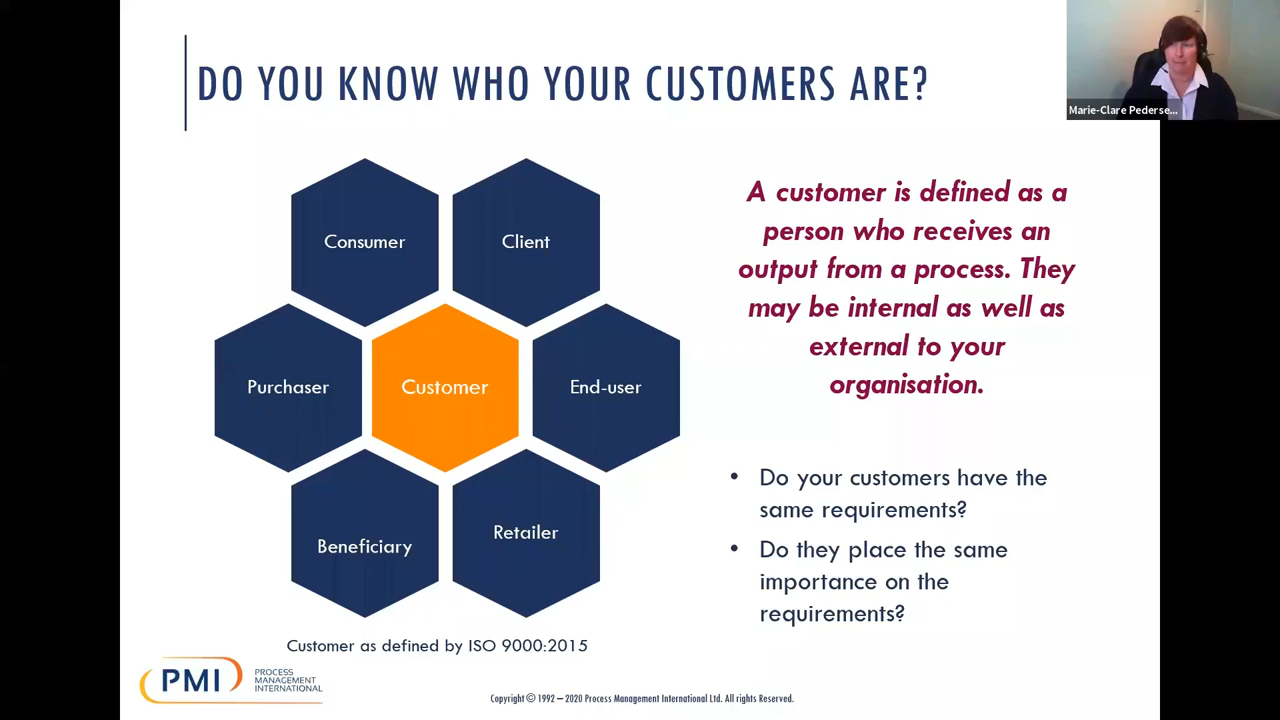 DO YOU KNOW WHO YOUR CUSTOMERS ARE?
Marie-Clare Pederse...
Consumer
Client
Purchaser
Customer
End-user
Beneficiary
Retailer
Customer as defined by ISO 9000:2015
A customer is defined as a
person who receives an
output from a process. They
may be internal as well as
external to your
organisation.
• Do your customers have the
same requirements?
• Do they place the same
importance on the
requirements?
PMI
PROCESS
MANAGEMENT
INTERNATIONAL
Copyright © 1992 – 2020 Process Management International Ltd. All rights Reserved.